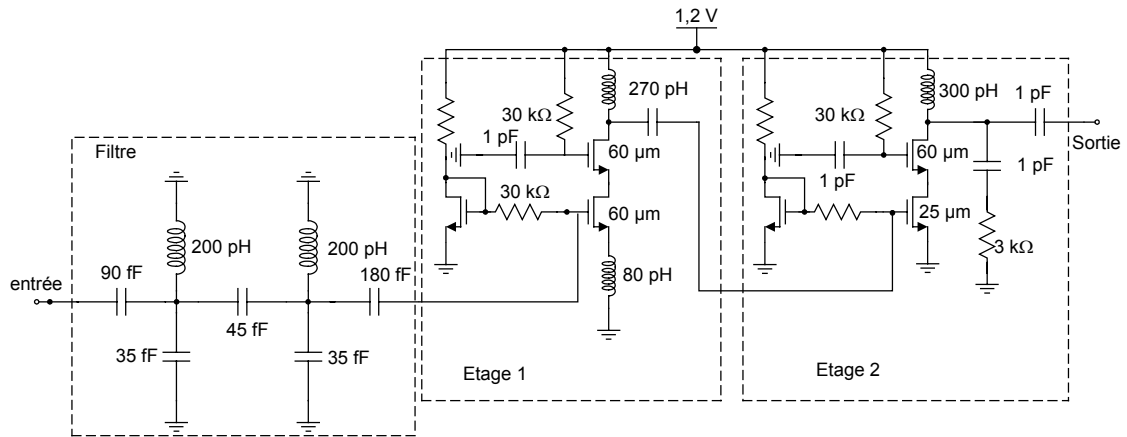 1,2 V
270 pH
30 kΩ
1 pF
60 µm
30 kΩ
60 µm
80 pH
Etage 1
300 pH
1 pF
30 kΩ
Sortie
60 µm
1 pF
1 pF
25 µm
3 kΩ
Etage 2
Filtre
200 pH
200 pH
90 fF
180 fF
entrée
45 fF
35 fF
35 fF